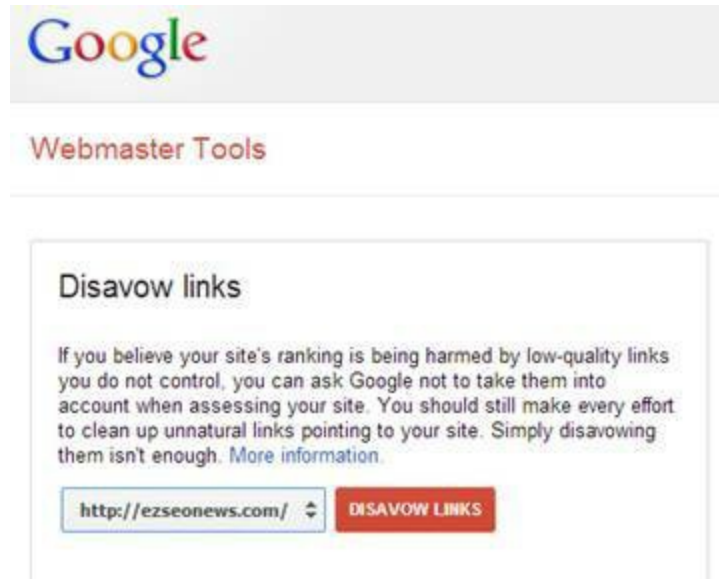 Google
Webmaster Tools
Disavow links
If you believe your site's ranking is being harmed by low-quality links
you do not control, you can ask Google not to take them into
account when assessing your site. You should still make every effort
to clean up unnatural links pointing to your site. Simply disavowing
them isn't enough. More information.
http://ezseonews.com/ DISAVOW LINKS